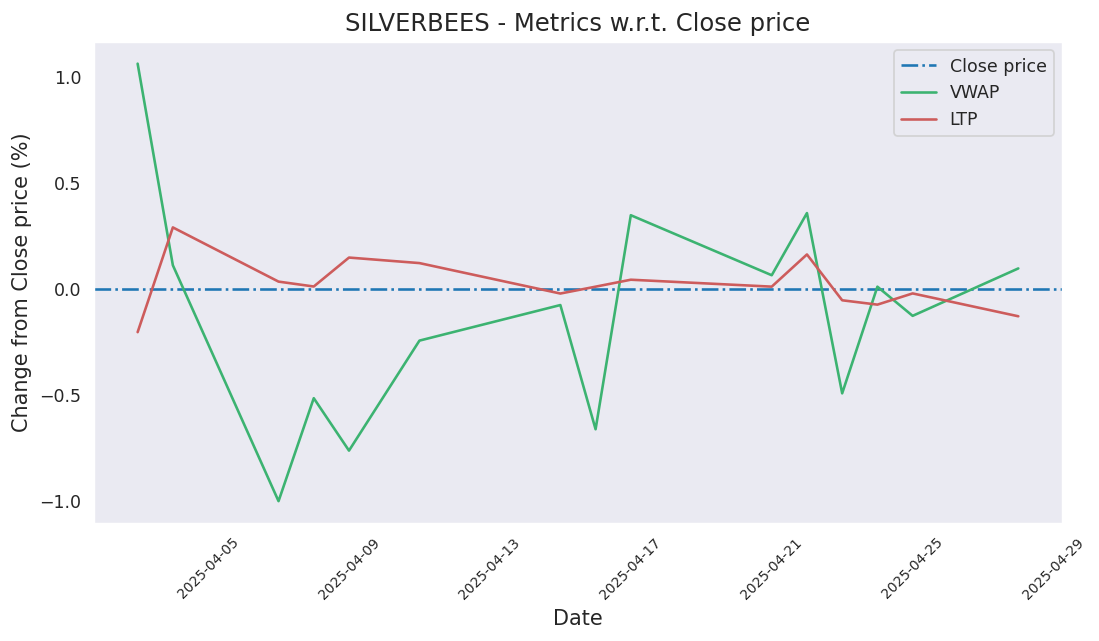 SILVERBEES - Metrics w.r.t. Close price
Change from Close price (%)
1.0
0.5
0.0
−0.5
−1.0
Close price
VWAP
LTP
2025-04-05
2025-04-09
2025-04-13
2025-04-17
2025-04-21
2025-04-25
2025-04-29
Date